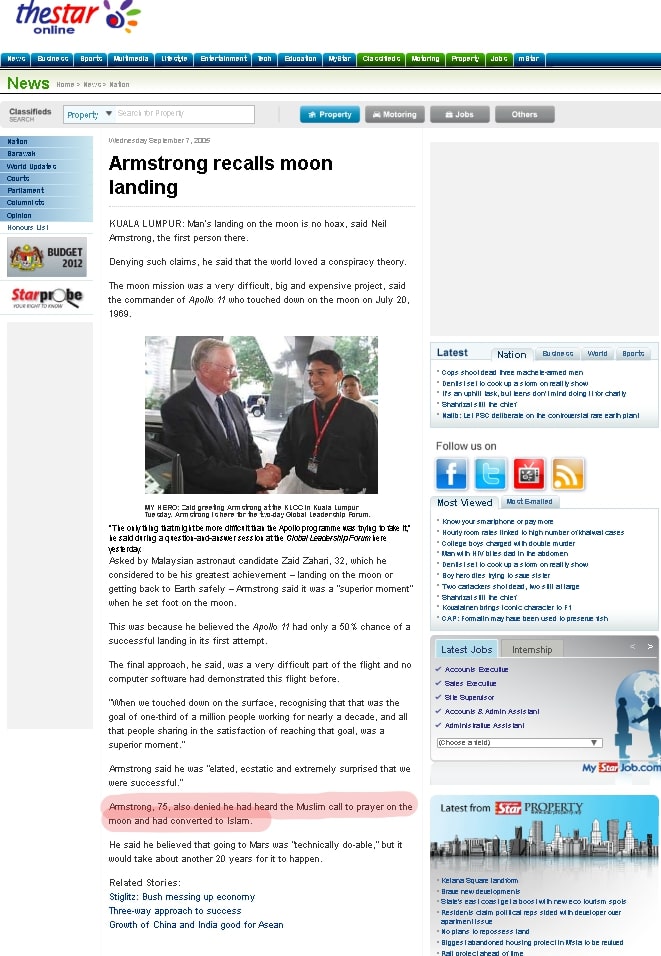 thestar
online
News Business Sports Multimedia Lifestyle Entertainment Tech Education MyStar Classifieds Motoring Property Jobs mStar
News Home > News > Nation
Classifieds
SEARCH
Property Search for Property
Property Motoring Jobs Others
Nation
Sarawak
World Updates
Courts
Parliament
Columnists
Opinion
Honours List
BUDGET
2012
Starprobe
YOUR RIGHT TO KNOW
Wednesday September 7, 2005
Armstrong recalls moon
landing
KUALA LUMPUR: Man's landing on the moon is no hoax, said Neil
Armstrong, the first person there.
Denying such claims, he said that the world loved a conspiracy theory.
The moon mission was a very difficult, big and expensive project, said
the commander of Apollo 11 who touched down on the moon on July 20,
1969.
MY HERO: Zaid greeting Armstrong at the KLCC in Kuala Lumpur
Tuesday. Armstrong is here for the two-day Global Leadership Forum.
"The only thing that might be more difficult than the Apollo programme was trying to fake it,"
he said during a question-and-answer session at the Global Leadership Forum here
yesterday.
Asked by Malaysian astronaut candidate Zaid Zahari, 32, which he
considered to be his greatest achievement – landing on the moon or
getting back to Earth safely – Armstrong said it was a "superior moment"
when he set foot on the moon.
This was because he believed the Apollo 11 had only a 50% chance of a
successful landing in its first attempt.
The final approach, he said, was a very difficult part of the flight and no
computer software had demonstrated this flight before.
"When we touched down on the surface, recognising that that was the
goal of one-third of a million people working for nearly a decade, and all
that people sharing in the satisfaction of reaching that goal, was a
superior moment."
Armstrong said he was "elated, ecstatic and extremely surprised that we
were successful."
Armstrong, 75, also denied he had heard the Muslim call to prayer on the
moon and had converted to Islam.
He said he believed that going to Mars was "technically do-able," but it
would take about another 20 years for it to happen.
Related Stories:
Stiglitz: Bush messing up economy
Three-way approach to success
Growth of China and India good for Asean
Latest Nation Business World Sports
Cops shoot dead three machete-armed men
Dentist set to cook up a storm on reality show
It's an uphill task, but teens don't mind doing it for charity
Shahrizat still the chief
Najib: Let PSC deliberate on the controversial rare earth plant
Follow us on
Most Viewed Most E-mailed
Know your smartphone or pay more
Hourly room rates linked to high number of khalwat cases
College boys charged with double murder
Man with HIV bites dad in the abdomen
Dentist set to cook up a storm on reality show
Boy hero dies trying to save sister
Two carjackers shot dead, two still at large
Shahrizat still the chief
Kovalainen brings iconic character to F1
CAP: Formalin may have been used to preserve fish
Latest Jobs Internship < >
Accounts Executive
Sales Executive
Site Supervisor
Accounts & Admin Assistant
Administrative Assistant
(Choose a field)
My Star Job.com
Latest from Star PROPERTY
Kelana Square landform
Brave new developments
State's east coast get a boost with new eco tourism spots
Residents claim political reps sided with developer over
apartment issue
No plans to repossess land
Biggest abandoned housing project in M'sia to be revived
Rail project ahead of time